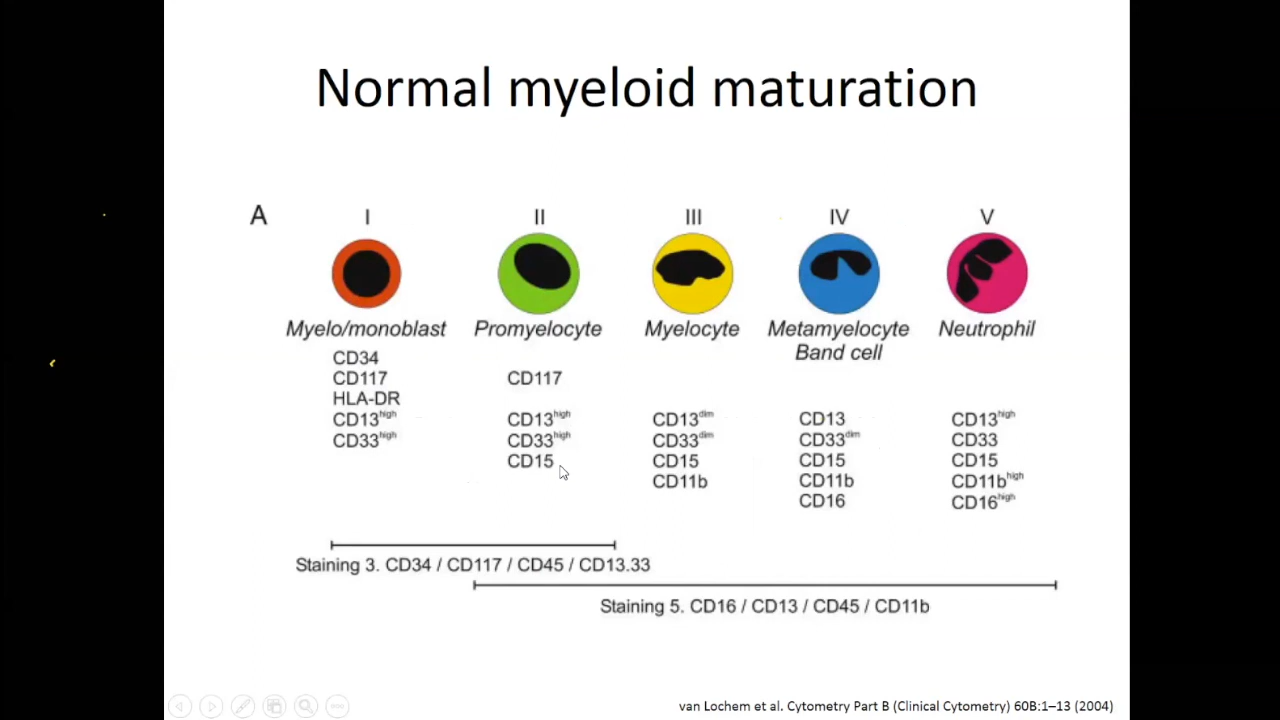 Normal myeloid maturation
A
I II III IV V
Myelo/monoblast Promyelocyte Myelocyte Metamyelocyte Neutrophil
Band cell
CD34
CD117 CD117
HLA-DR
CD13high CD13high CD13dim CD13 CD13high
CD33high CD33high CD33dim CD33dim CD33
CD15 CD15 CD15 CD15
CD11b CD11b CD11bhigh
CD16 CD16high
Staining 3. CD34 / CD117 / CD45 / CD13.33
Staining 5. CD16 / CD13 / CD45 / CD11b
van Lochem et al. Cytometry Part B (Clinical Cytometry) 60B:1–13 (2004)